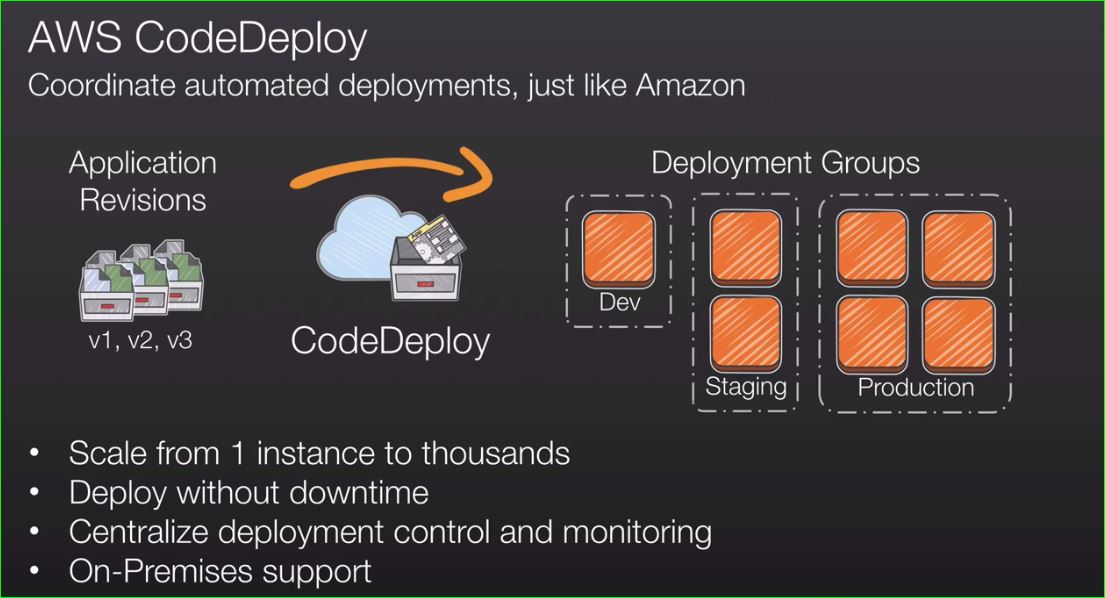 AWS CodeDeploy
Coordinate automated deployments, just like Amazon
Application
Revisions
v1, v2, v3
CodeDeploy
Deployment Groups
Dev
Staging
Production
• Scale from 1 instance to thousands
• Deploy without downtime
• Centralize deployment control and monitoring
• On-Premises support